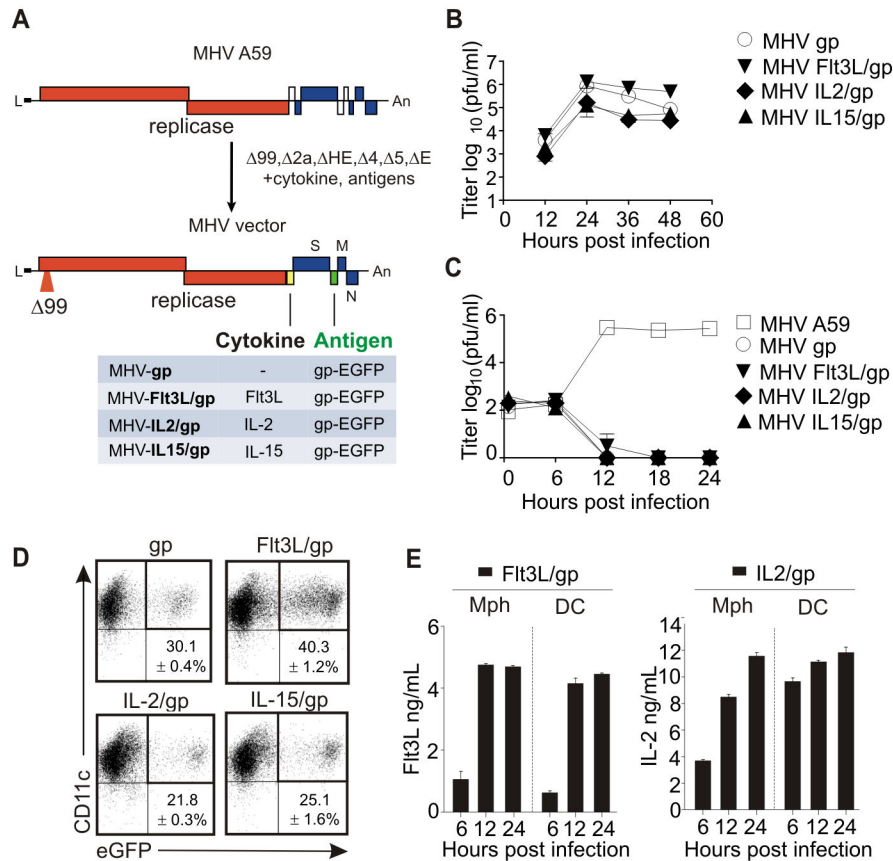 A
MHV A59
L
An
replicase
Δ99,Δ2a,ΔHE,Δ4,Δ5,ΔE
+cytokine, antigens
MHV vector
S M
L
An
N
Δ99
replicase
Cytokine Antigen
MHV-gp - gp-EGFP
MHV-Flt3L/gp Flt3L gp-EGFP
MHV-IL2/gp IL-2 gp-EGFP
MHV-IL15/gp IL-15 gp-EGFP
B
Titer log 10 (pfu/ml)
7
6
5
4
3
2
1
0 12 24 36 48 60
Hours post infection
MHV gp
MHV Flt3L/gp
MHV IL2/gp
MHV IL15/gp
C
Titer log10 (pfu/ml)
6
4
2
0
0 6 12 18 24
Hours post infection
MHV A59
MHV gp
MHV Flt3L/gp
MHV IL2/gp
MHV IL15/gp
D
gp Flt3L/gp
30.1
± 0.4%
40.3
± 1.2%
IL-2/gp IL-15/gp
21.8
± 0.3%
25.1
± 1.6%
CD11c
eGFP
E
Flt3L/gp
Mph DC
Flt3L ng/mL
6
4
2
0
6 12 24 6 12 24
Hours post infection
IL2/gp
Mph DC
IL-2 ng/mL
14
12
10
8
6
4
2
0
6 12 24 6 12 24
Hours post infection